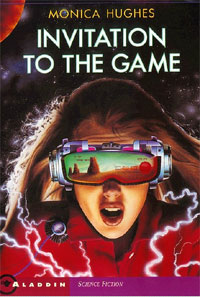 MONICA HUGHES
INVITATION
TO THE GAME
ALADDIN
SCIENCE FICTION